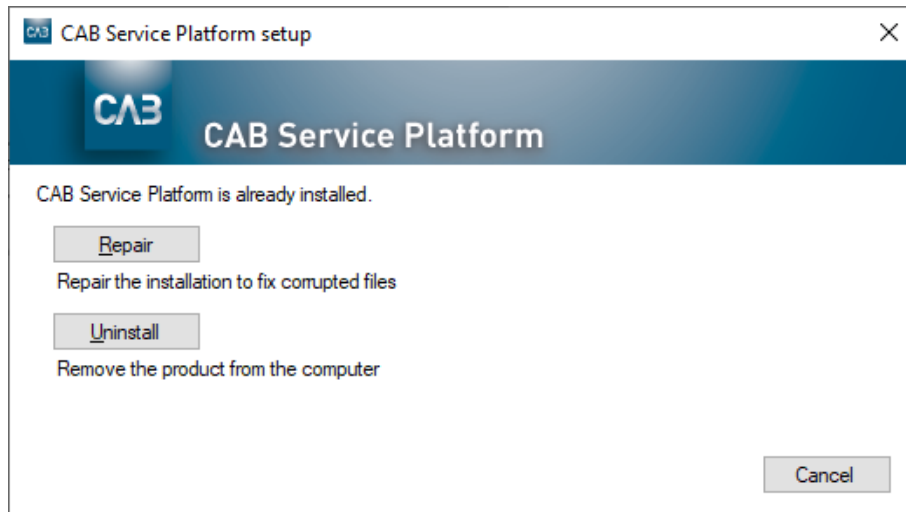 CAB CAB Service Platform setup
CAB
CAB Service Platform
CAB Service Platform is already installed.
Repair
Repair the installation to fix corrupted files
Uninstall
Remove the product from the computer
Cancel